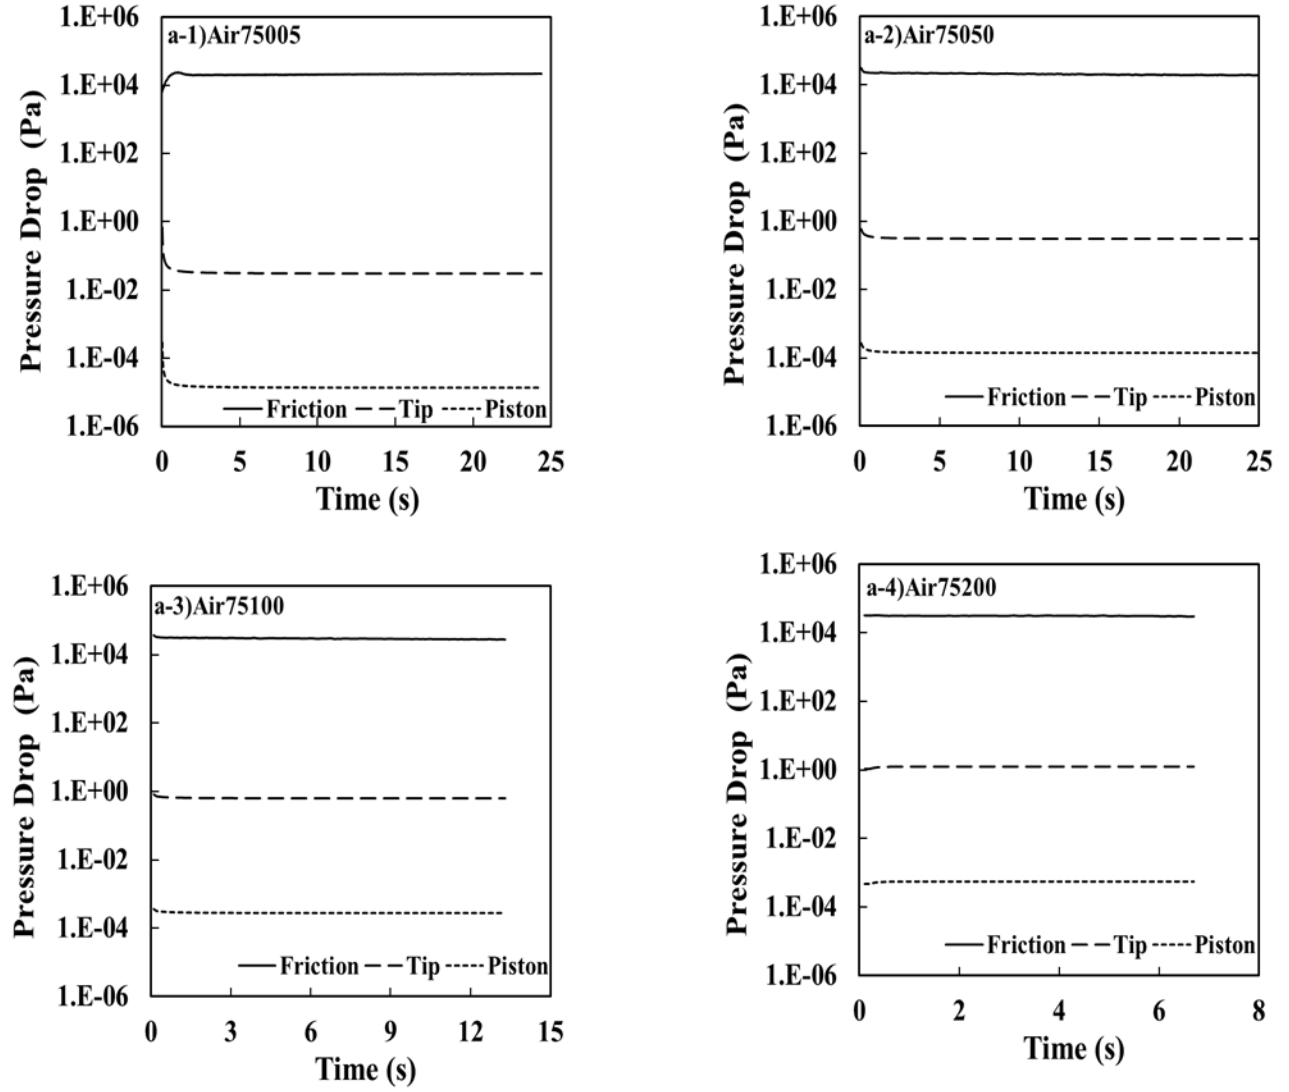 a-1)Air75005
Pressure Drop (Pa)
1.E+06
1.E+04
1.E+02
1.E+00
1.E-02
1.E-04
1.E-06
Friction Tip Piston
0 5 10 15 20 25
Time (s)
a-2)Air75050
Pressure Drop (Pa)
1.E+06
1.E+04
1.E+02
1.E+00
1.E-02
1.E-04
1.E-06
Friction Tip Piston
0 5 10 15 20 25
Time (s)
a-3)Air75100
Pressure Drop (Pa)
1.E+06
1.E+04
1.E+02
1.E+00
1.E-02
1.E-04
1.E-06
Friction Tip Piston
0 3 6 9 12 15
Time (s)
a-4)Air75200
Pressure Drop (Pa)
1.E+06
1.E+04
1.E+02
1.E+00
1.E-02
1.E-04
1.E-06
Friction Tip Piston
0 2 4 6 8
Time (s)